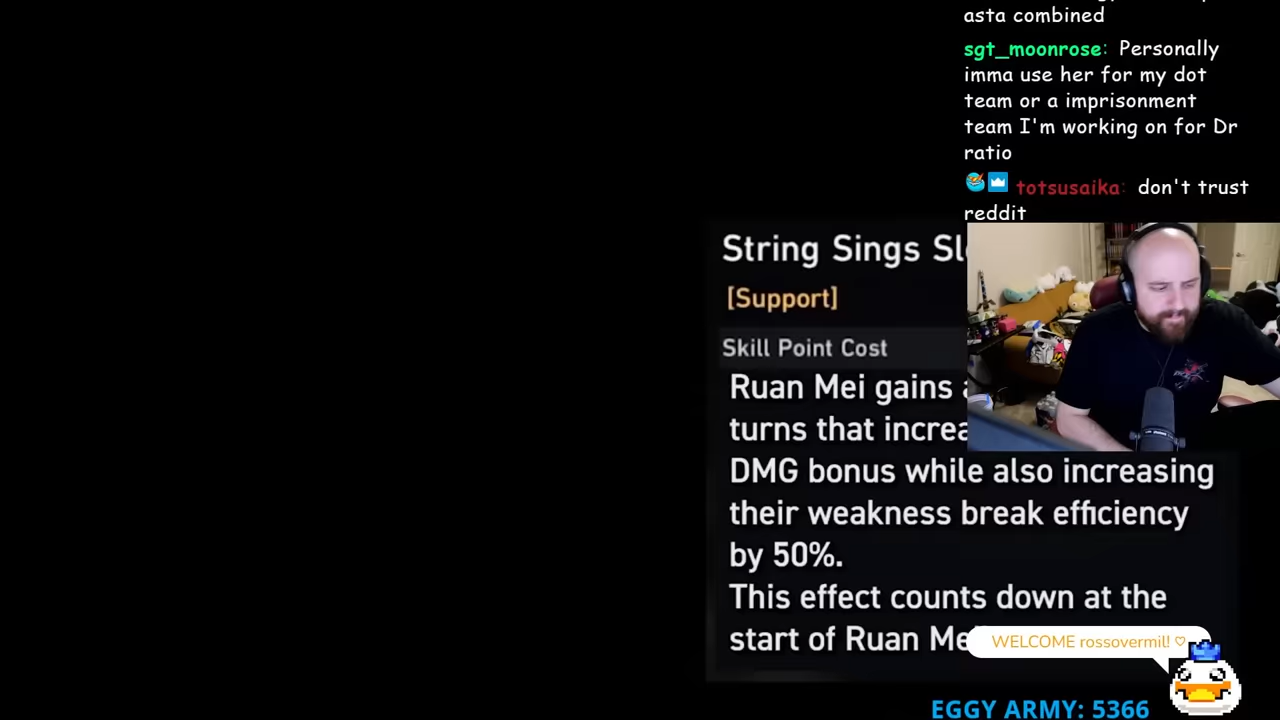 asta combined
sgt_moonrose: Personally
imma use her for my dot
team or a imprisonment
team I'm working on for Dr
ratio
totsusaika: don't trust
reddit
String Sings
[Support]
Skill Point Cost
Ruan Mei gains
turns that
DMG bonus while also increasing
their weakness break efficiency
by 50%.
This effect counts down at the
start of Ruan
WELCOME rossovermil! ♡
EGGY ARMY: 5366